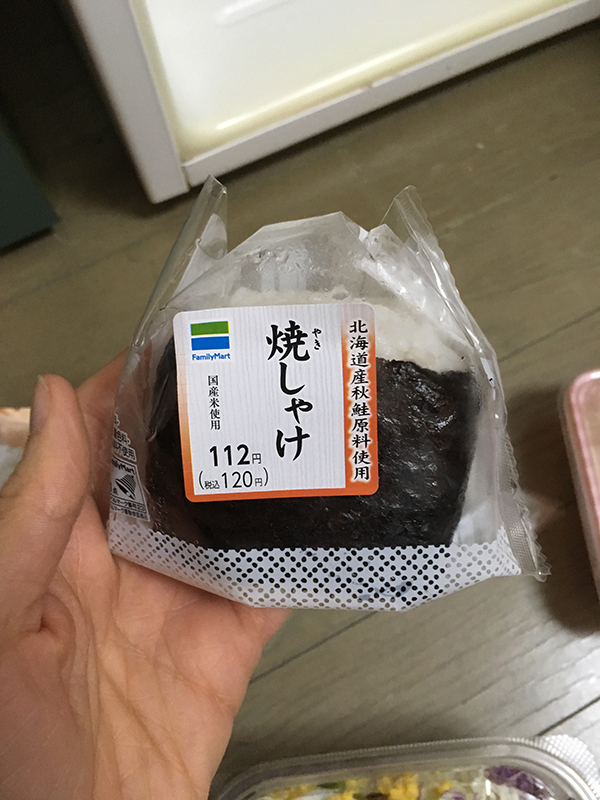 北海道産秋鮭原料使用
やき
焼しゃけ
FamilyMart
国産米使用
112円
(税込120円)